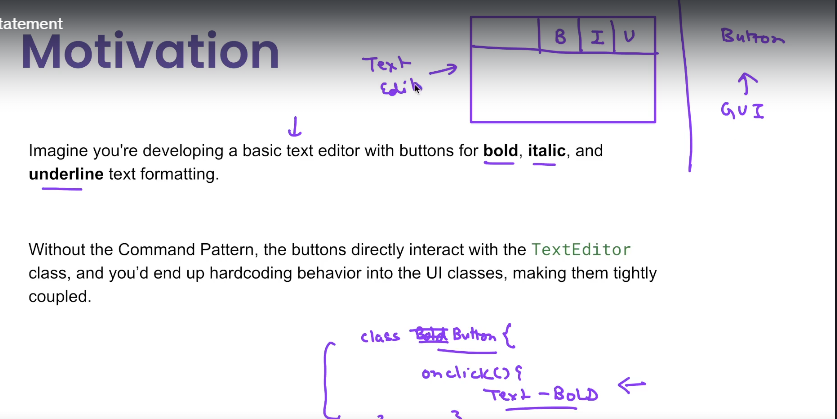 tatement
Motivation
Text
Edit
B I U
Button
GUI
Imagine you're developing a basic text editor with buttons for bold, italic, and
underline text formatting.
Without the Command Pattern, the buttons directly interact with the TextEditor
class, and you'd end up hardcoding behavior into the UI classes, making them tightly
coupled.
class Bold Button {
onclick() {
Text - BOLD
}